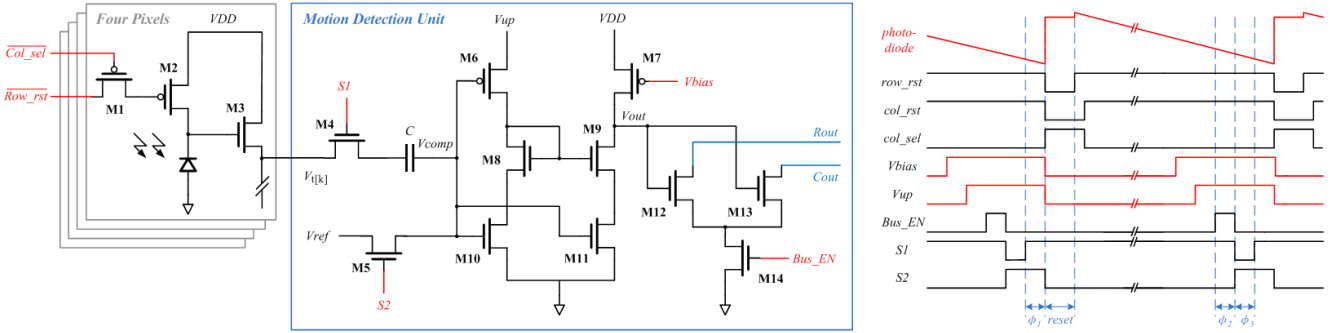 Four Pixels
VDD
Col_sel
M2
Row_rst
M1
M3
Motion Detection Unit
Vup
VDD
M6
M7
Vbias
S1
M4
C
Vcomp
Vout
M8
M9
Rout
Cout
V t[k]
M12
M13
Vref
M5
M10
M11
M14
Bus_EN
S2
photo-
diode
row_rst
col_rst
col_sel
Vbias
Vup
Bus_EN
S1
S2
ϕ1
reset
ϕ2
ϕ3